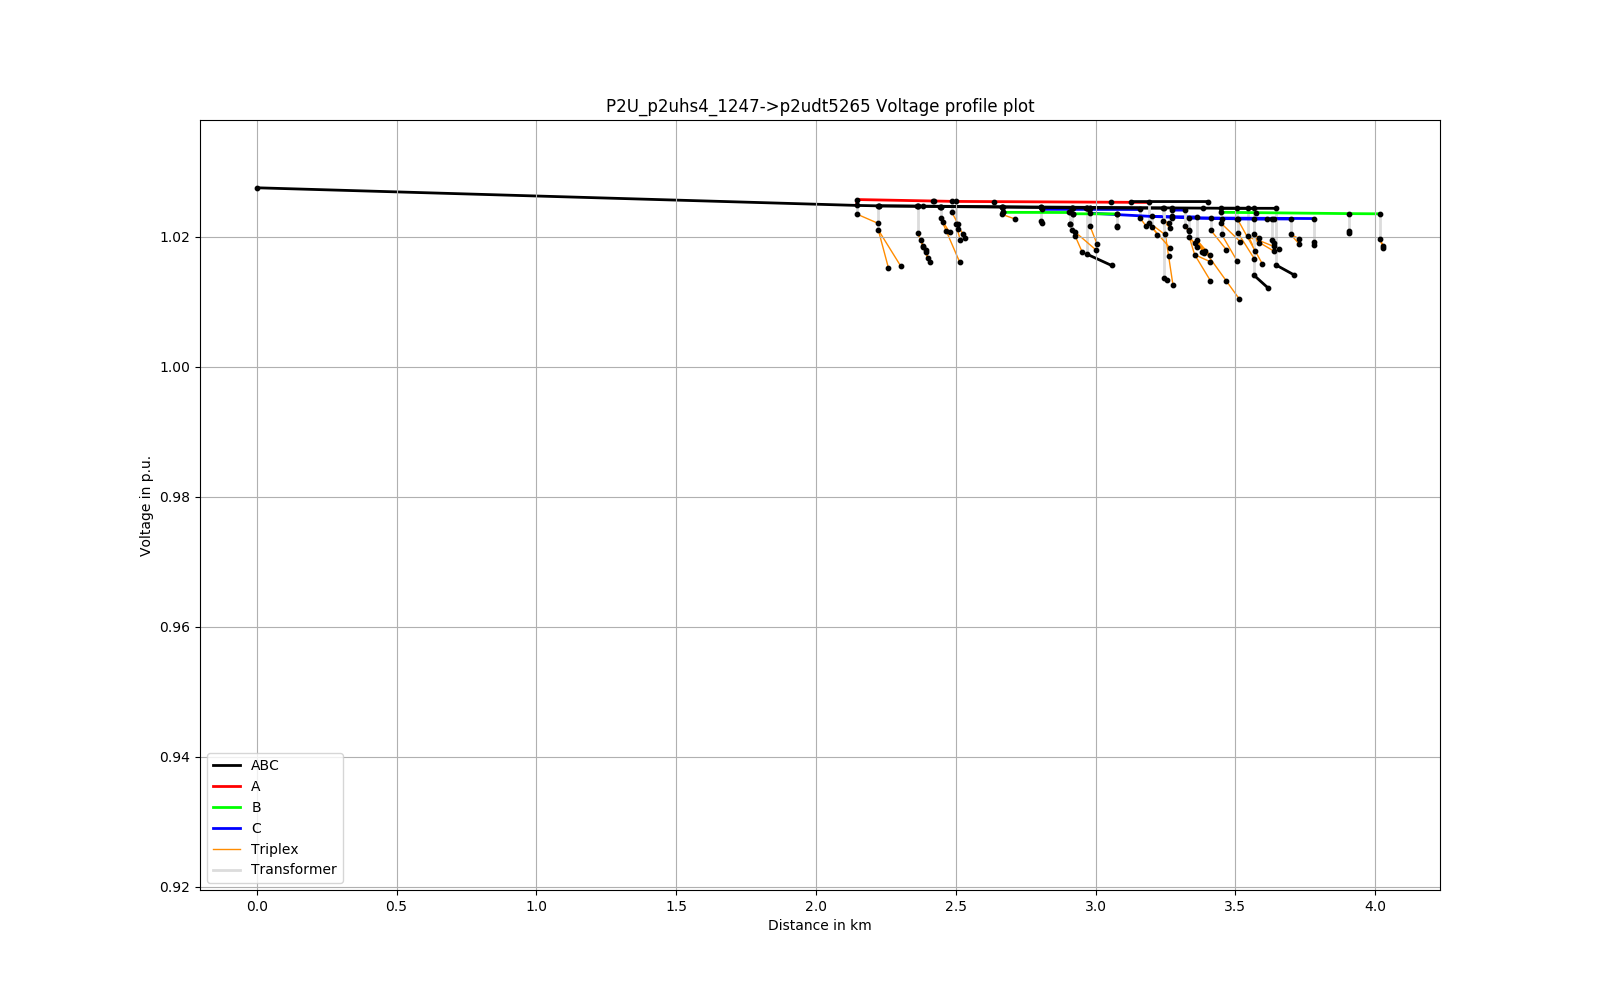 P2U_p2uhs4_1247->p2udt5265 Voltage profile plot
1.02
1.00
0.98
0.96
0.94
0.92
Voltage in p.u.
ABC
A
B
C
Triplex
Transformer
0.0 0.5 1.0 1.5 2.0 2.5 3.0 3.5 4.0
Distance in km